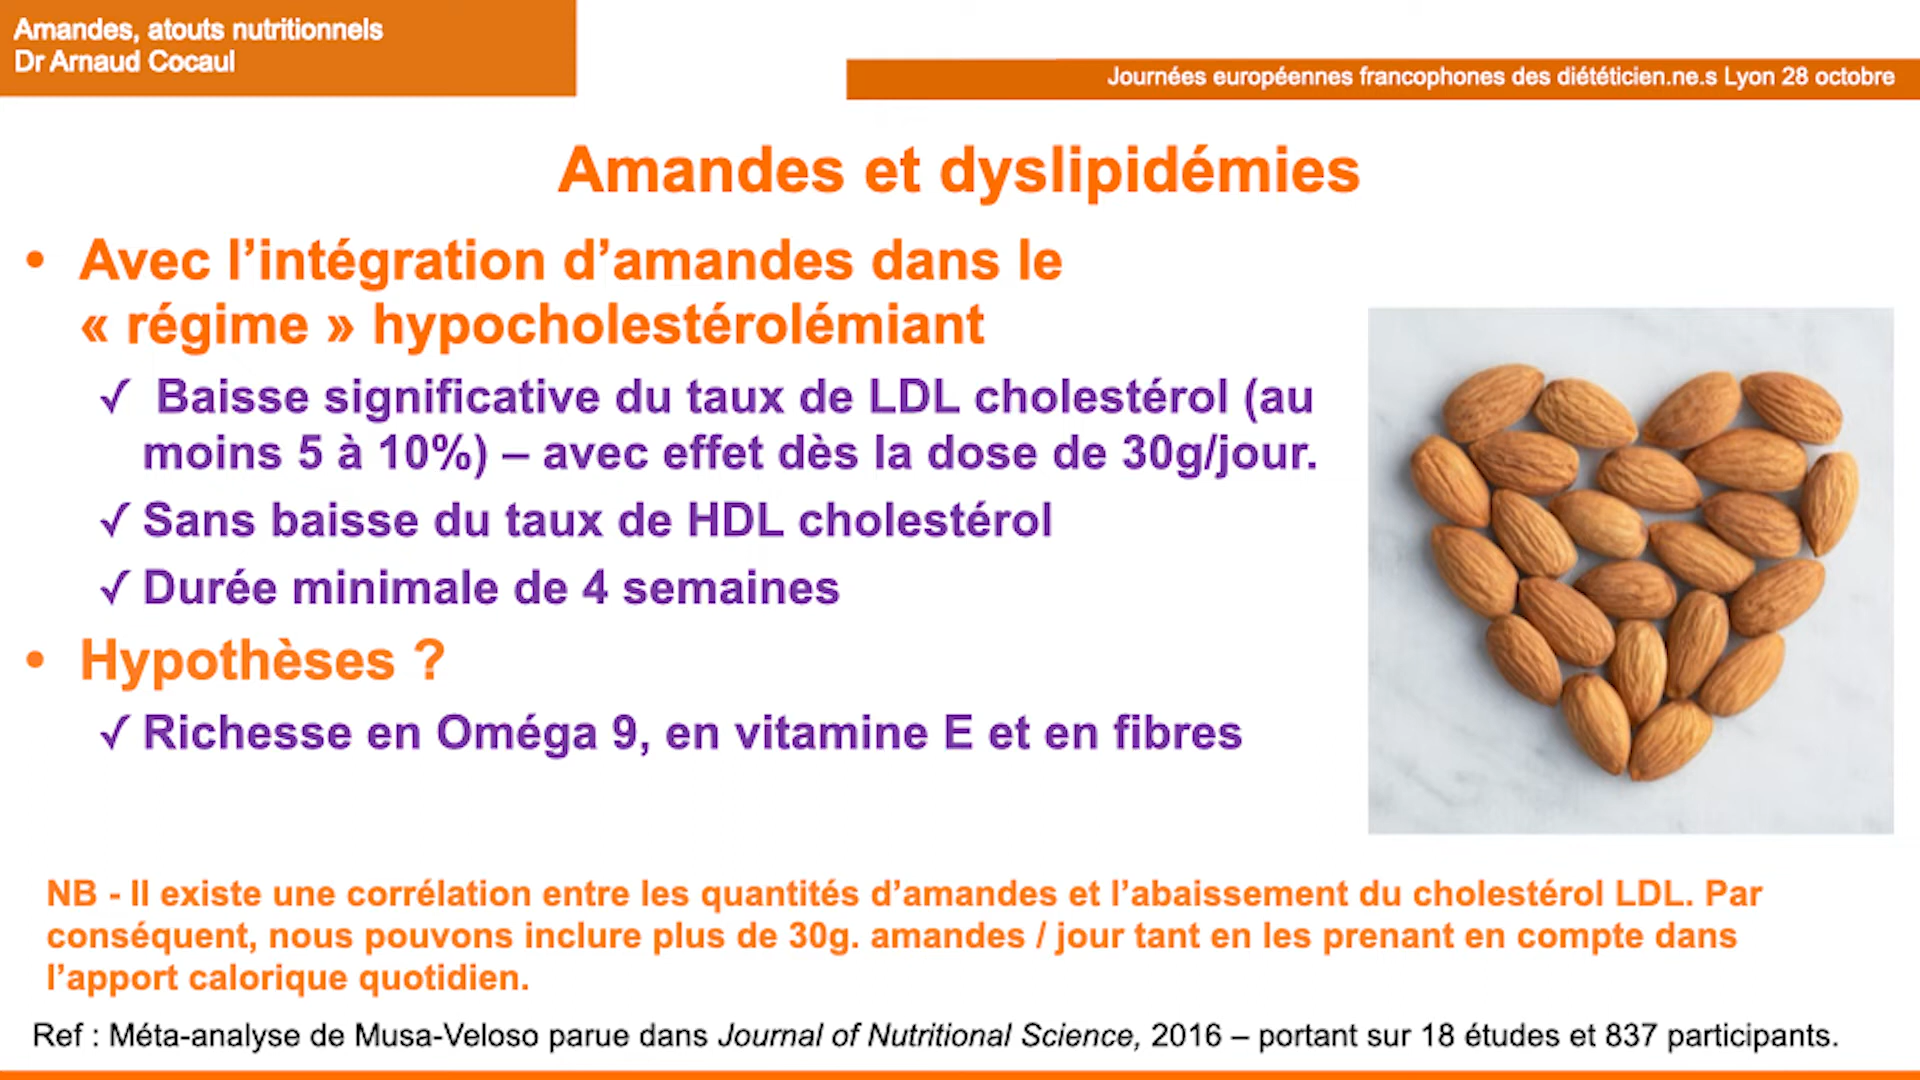 Amandes, atouts nutritionnels
Dr Arnaud Cocaul
Journées européennes francophones des diététicien.ne.s Lyon 28 octobre
Amandes et dyslipidémies
• Avec l’intégration d’amandes dans le
« régime » hypocholestérolémiant
✓ Baisse significative du taux de LDL cholestérol (au
moins 5 à 10%) – avec effet dès la dose de 30g/jour.
✓ Sans baisse du taux de HDL cholestérol
✓ Durée minimale de 4 semaines
• Hypothèses ?
✓ Richesse en Oméga 9, en vitamine E et en fibres
NB - Il existe une corrélation entre les quantités d’amandes et l’abaissement du cholestérol LDL. Par
conséquent, nous pouvons inclure plus de 30g. amandes / jour tant en les prenant en compte dans
l’apport calorique quotidien.
Ref : Méta-analyse de Musa-Veloso parue dans Journal of Nutritional Science, 2016 – portant sur 18 études et 837 participants.